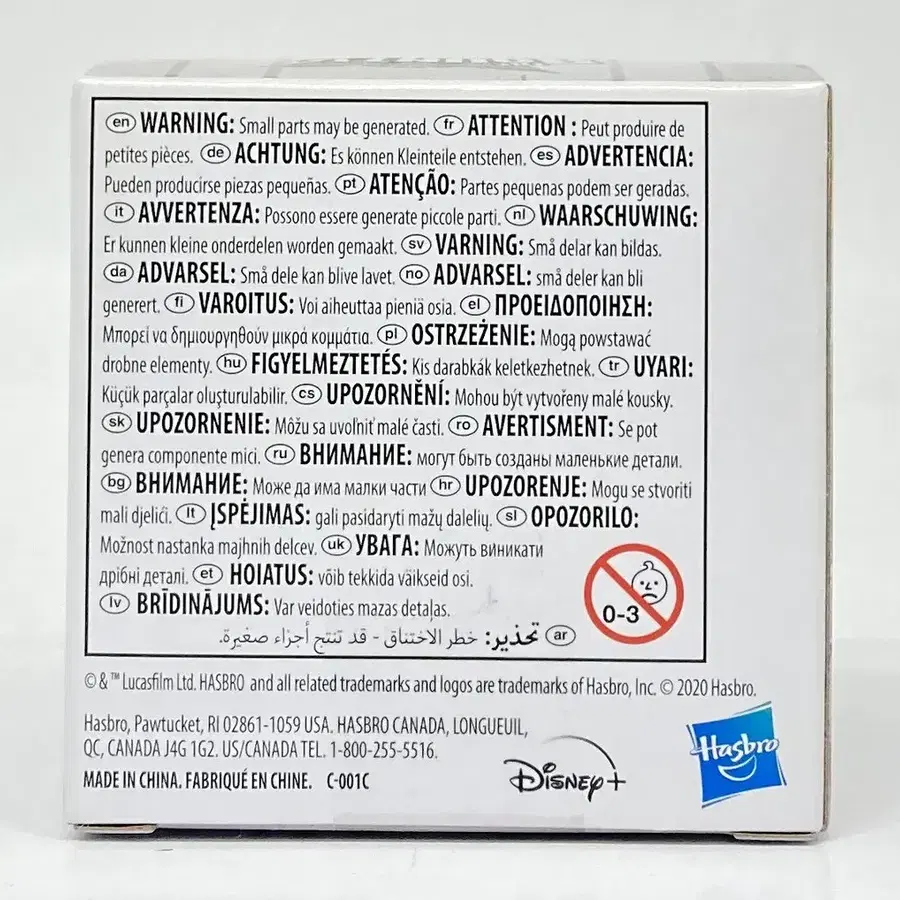 en WARNING: Small parts may be generated. fr ATTENTION : Peut produire de
petites pièces. de ACHTUNG: Es können Kleinteile entstehen. es ADVERTENCIA:
Pueden producirse piezas pequeñas. pt ATENÇÃO: Partes pequenas podem ser geradas.
it AVVERTENZA: Possono essere generate piccole parti. nl WAARSCHUWING:
Er kunnen kleine onderdelen worden gemaakt. sv VARNING: Små delar kan bildas.
da ADVARSEL: Små dele kan blive lavet. no ADVARSEL: små deler kan bli
generert. fi VAROITUS: Voi aiheuttaa pieniä osia. el ΠΡΟΕΙΔΟΠΟΙΗΣΗ:
Μπορεί να δημιουργηθούν μικρά κομμάτια. pl OSTRZEŻENIE: Mogą powstawać
drobne elementy. hu FIGYELMEZTETÉS: Kis darabkák keletkezhetnek. tr UYARI:
Küçük parçalar oluşturulabilir. cs UPOZORNĚNÍ: Mohou být vytvořeny malé kousky.
sk UPOZORNENIE: Môžu sa uvoľniť malé časti. ro AVERTISMENT: Se pot
genera componente mici. ru ВНИМАНИЕ: могут быть созданы маленькие детали.
bg ВНИМАНИЕ: Може да има малки части hr UPOZORENJE: Mogu se stvoriti
mali djelići. lt ĮSPĖJIMAS: gali pasidaryti mažų dalelių. sl OPOZORILO:
Možnost nastanka majhnih delcev. uk УВАГА: Можуть виникати
дрібні деталі. et HOIATUS: võib tekkida väikseid osi.
lv BRĪDINĀJUMS: Var veidoties mazas detaļas.
ar تحذير: خطر الاختناق - قد تنتج أجزاء صغيرة.
0-3
© & ™ Lucasfilm Ltd. HASBRO and all related trademarks and logos are trademarks of Hasbro, Inc. © 2020 Hasbro.
Hasbro, Pawtucket, RI 02861-1059 USA. HASBRO CANADA, LONGUEUIL,
QC, CANADA J4G 1G2. US/CANADA TEL. 1-800-255-5516.
MADE IN CHINA. FABRIQUÉ EN CHINE. C-001C
Disney+
Hasbro